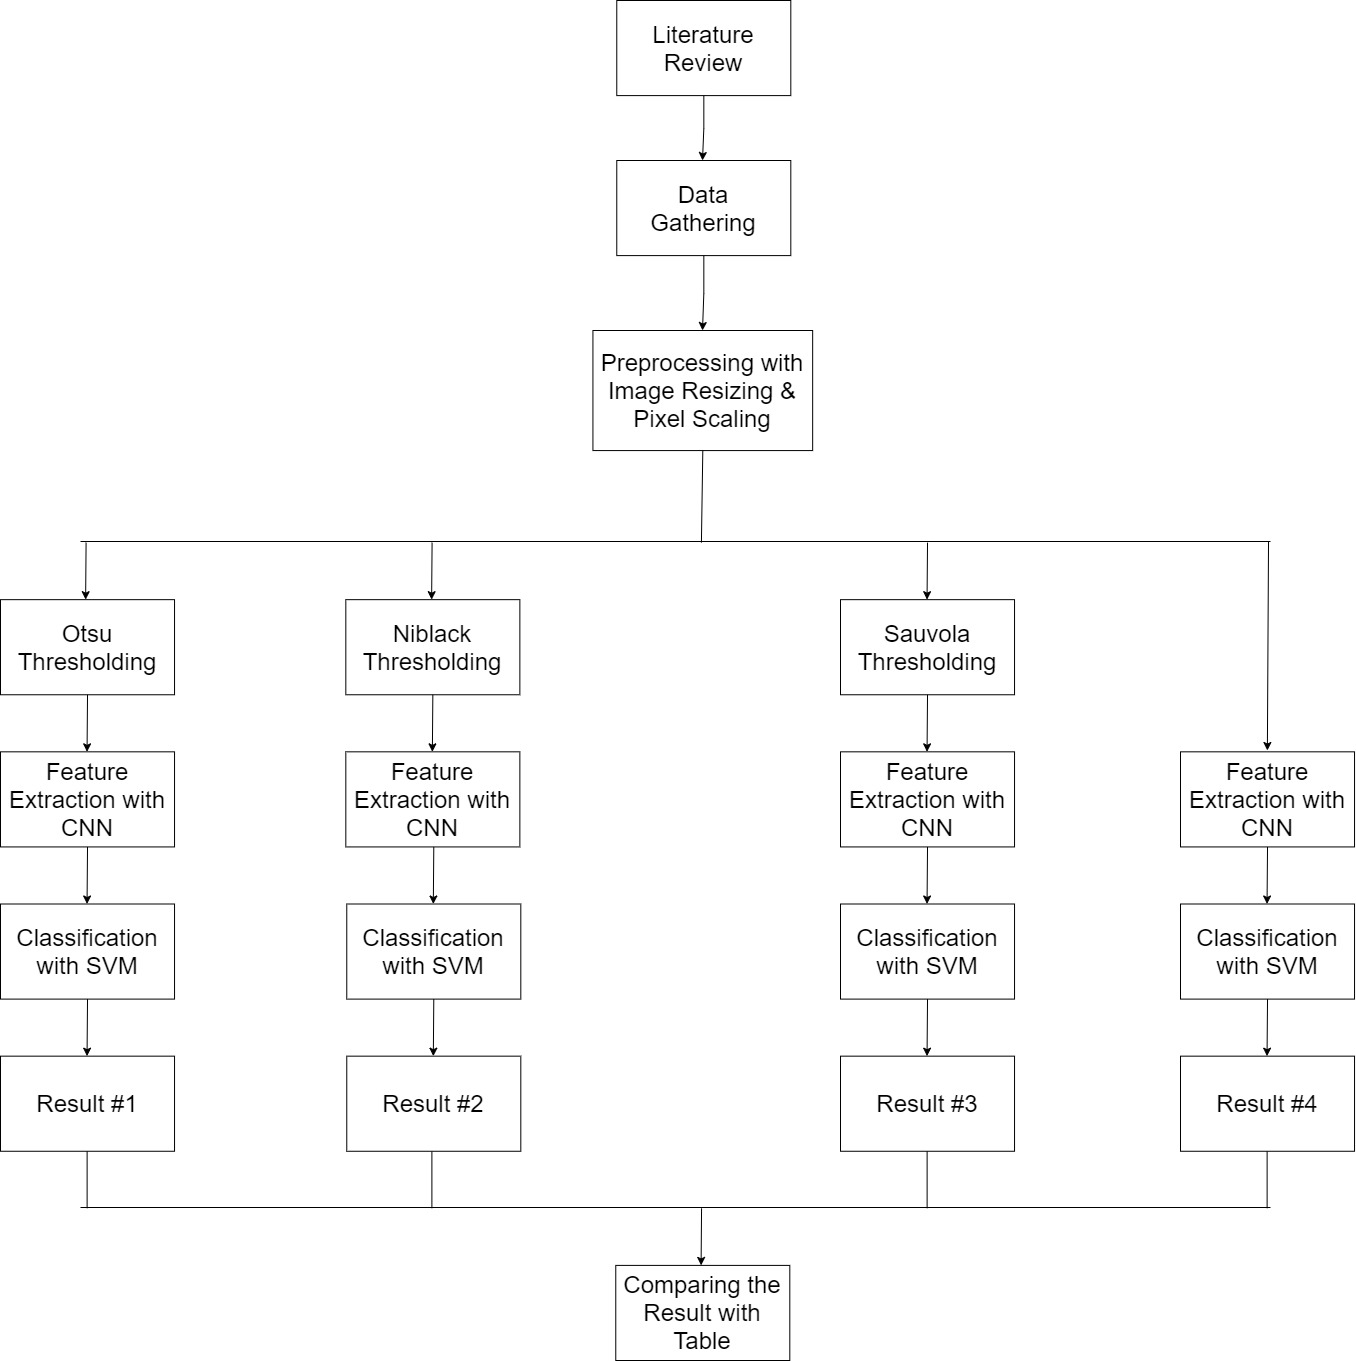 Literature
Review
Data
Gathering
Preprocessing with
Image Resizing &
Pixel Scaling
Otsu
Thresholding
Niblack
Thresholding
Sauvola
Thresholding
Feature
Extraction with
CNN
Feature
Extraction with
CNN
Feature
Extraction with
CNN
Feature
Extraction with
CNN
Classification
with SVM
Classification
with SVM
Classification
with SVM
Classification
with SVM
Result #1
Result #2
Result #3
Result #4
Comparing the
Result with
Table